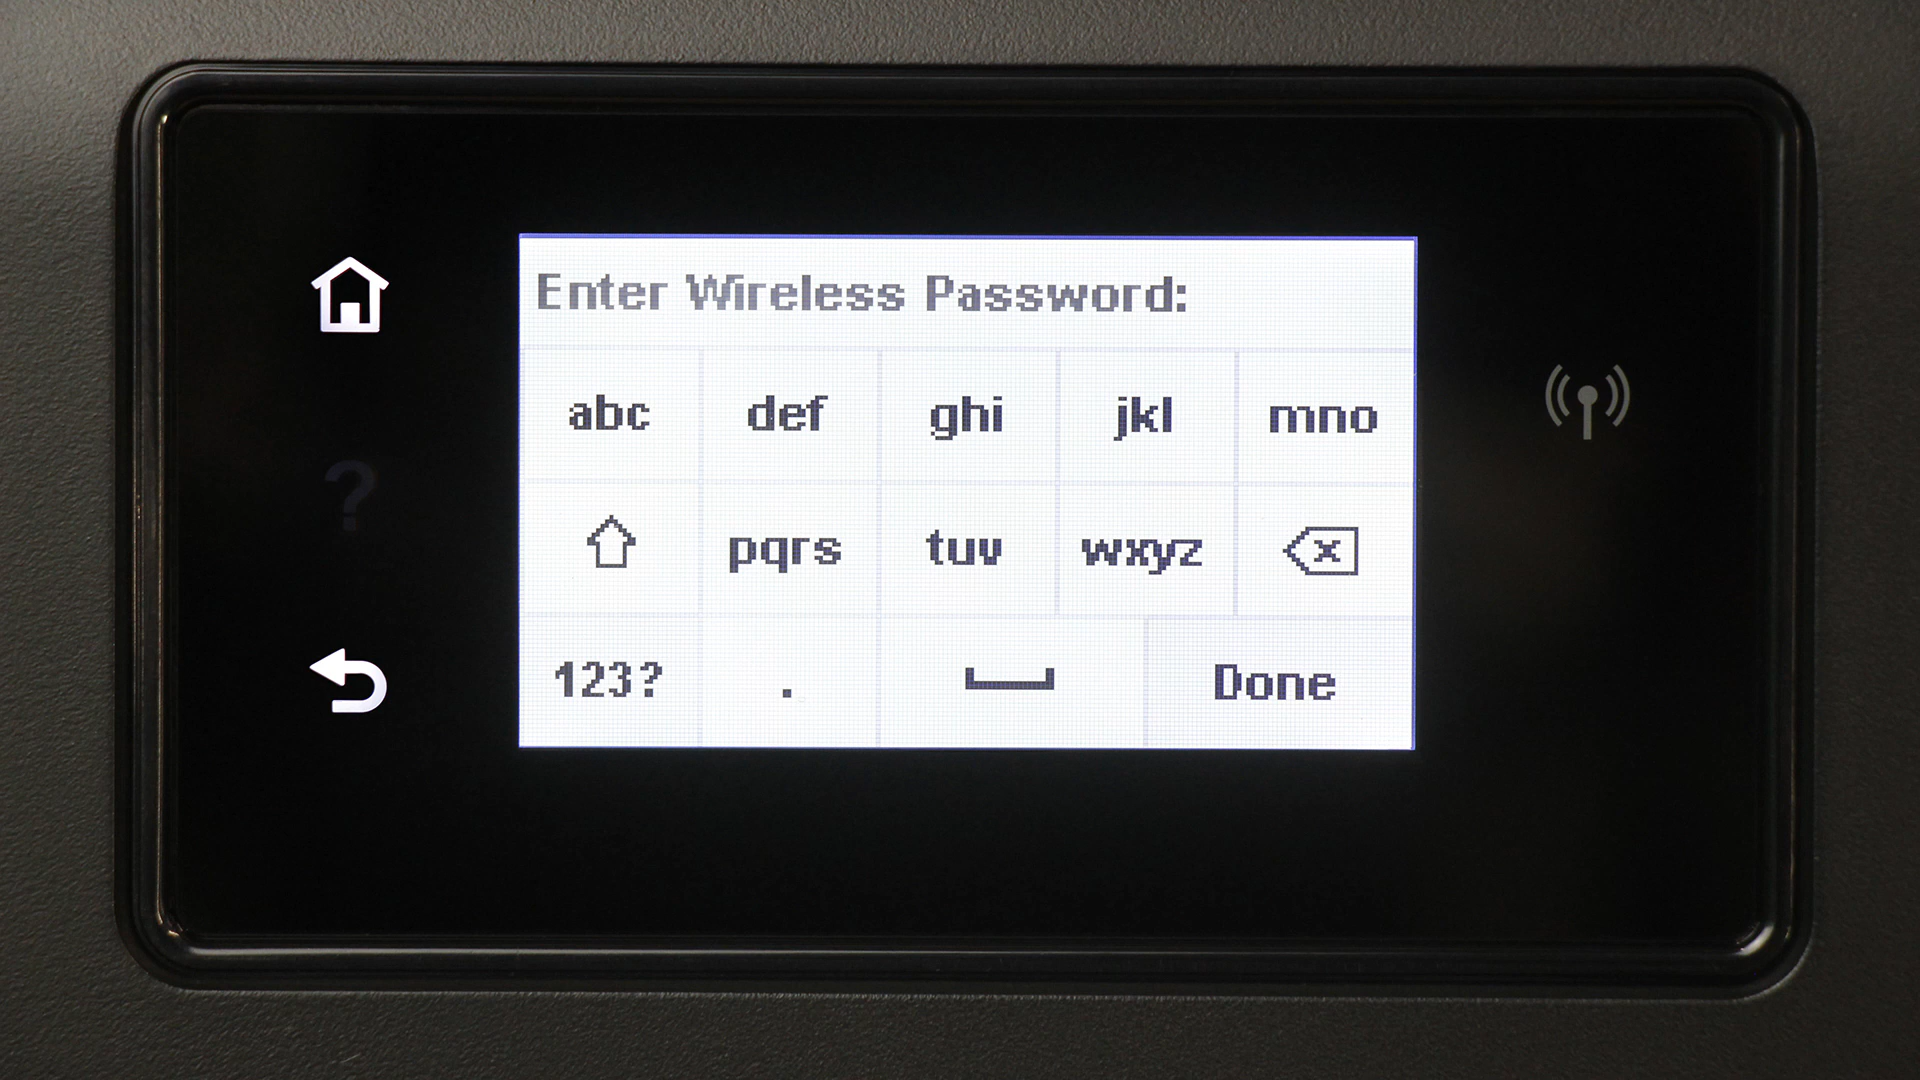 Enter Wireless Password:
abc def ghi jkl mno
pqrs tuv wxyz
123? . Done
?